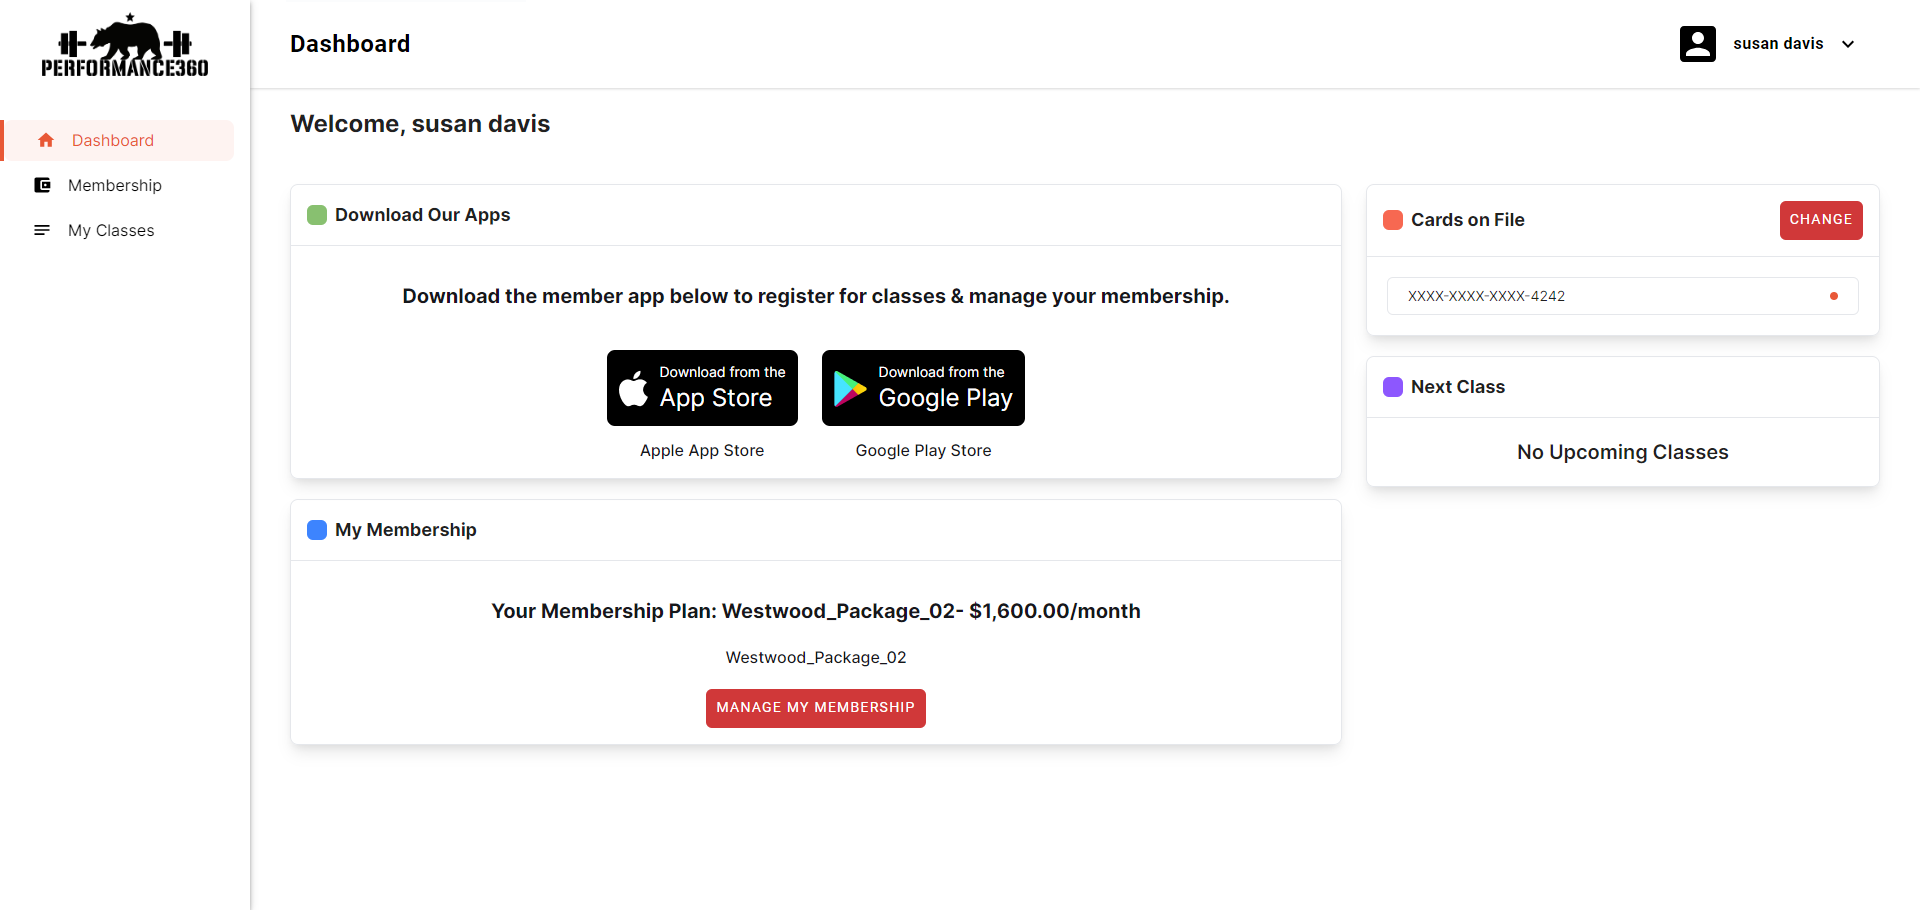 PERFORMANCE360
Dashboard
Membership
My Classes
Dashboard
susan davis
Welcome, susan davis
Download Our Apps
Download the member app below to register for classes & manage your membership.
Download from the
App Store
Apple App Store
Download from the
Google Play
Google Play Store
My Membership
Your Membership Plan: Westwood_Package_02- $1,600.00/month
Westwood_Package_02
MANAGE MY MEMBERSHIP
Cards on File
CHANGE
XXXX-XXXX-XXXX-4242
Next Class
No Upcoming Classes